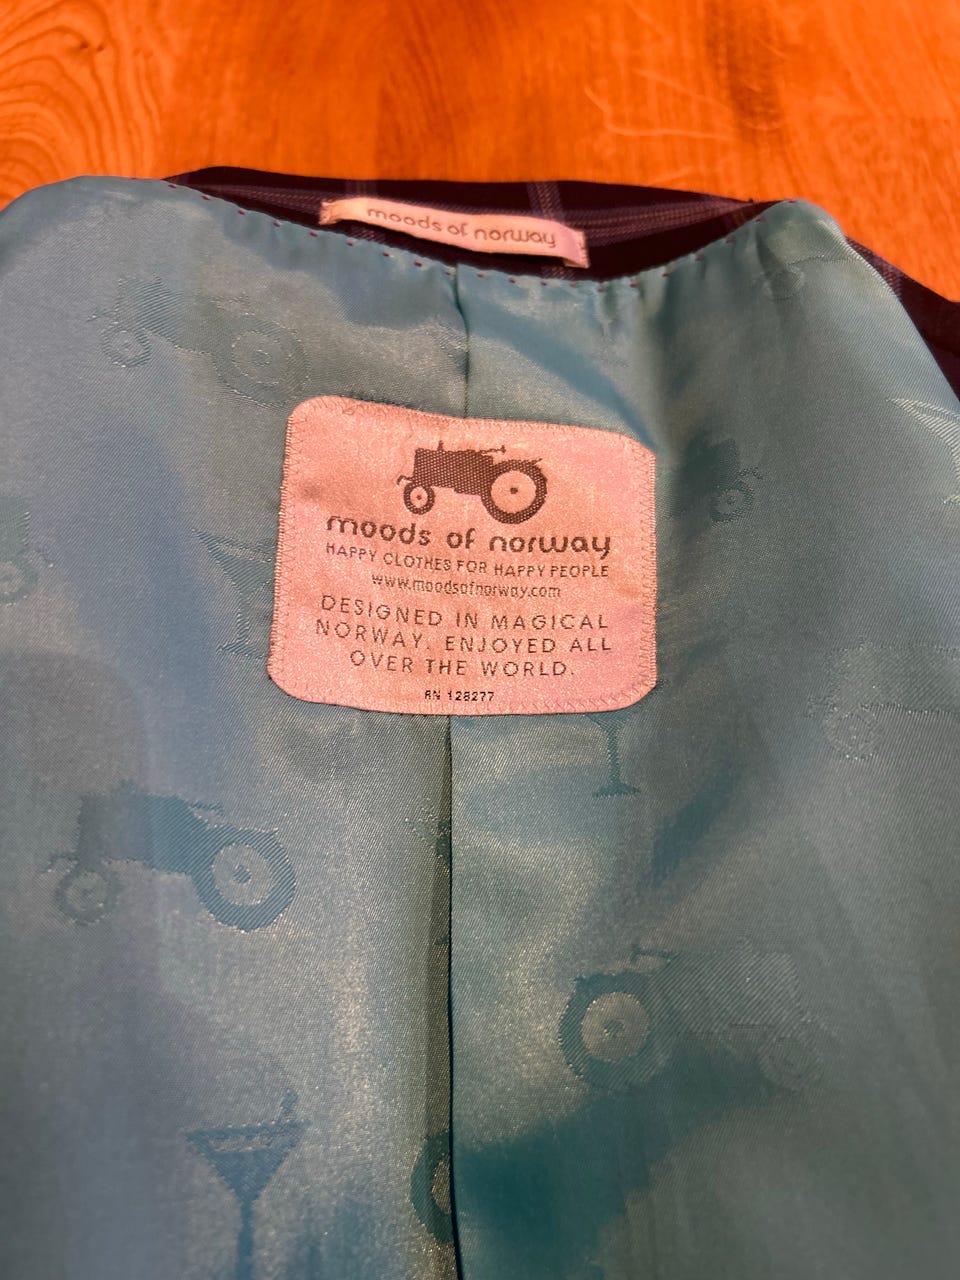 moods of norway
moods of norway
HAPPY CLOTHES FOR HAPPY PEOPLE
www.moodsofnorway.com
DESIGNED IN MAGICAL
NORWAY. ENJOYED ALL
OVER THE WORLD.
RN 128277